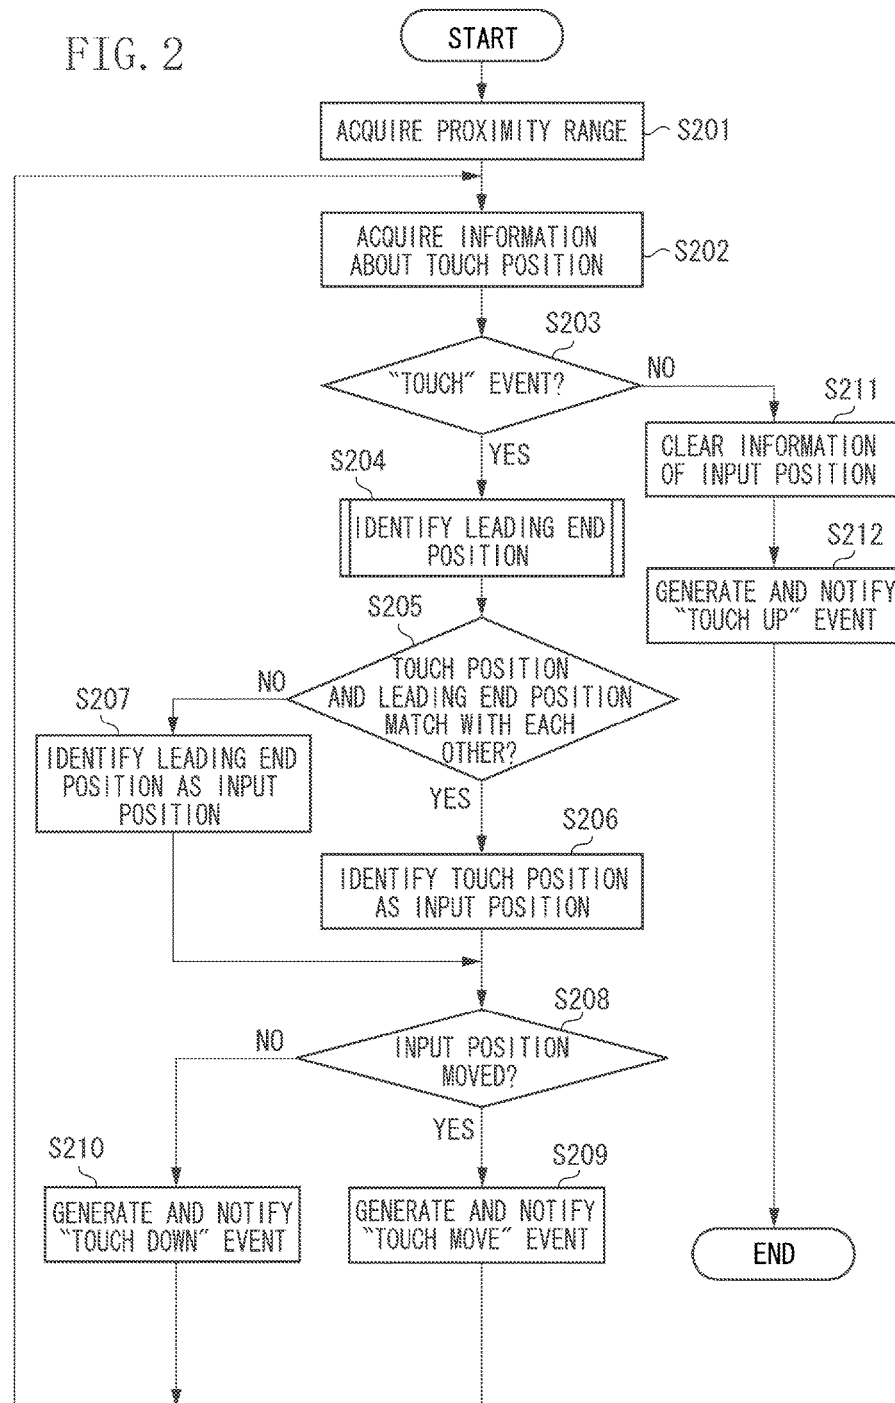 FIG. 2
START
ACQUIRE PROXIMITY RANGE
S201
ACQUIRE INFORMATION
ABOUT TOUCH POSITION
S202
S203
“TOUCH” EVENT?
NO
YES
S211
CLEAR INFORMATION
OF INPUT POSITION
S204
IDENTIFY LEADING END
POSITION
S212
GENERATE AND NOTIFY
“TOUCH UP” EVENT
S205
TOUCH POSITION
AND LEADING END POSITION
MATCH WITH EACH
OTHER?
NO
YES
S207
IDENTIFY LEADING END
POSITION AS INPUT
POSITION
S206
IDENTIFY TOUCH POSITION
AS INPUT POSITION
S208
INPUT POSITION
MOVED?
NO
YES
S210
GENERATE AND NOTIFY
“TOUCH DOWN” EVENT
S209
GENERATE AND NOTIFY
“TOUCH MOVE” EVENT
END